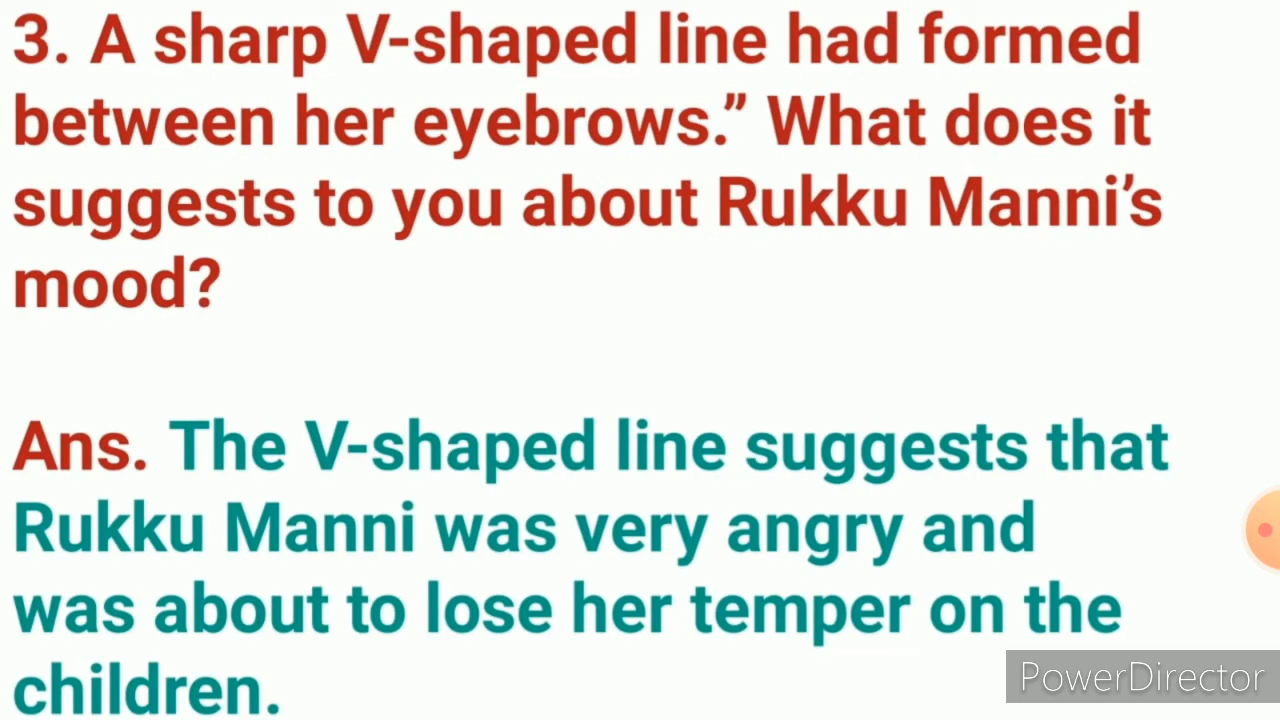 3. A sharp V-shaped line had formed
between her eyebrows.” What does it
suggests to you about Rukku Manni’s
mood?
Ans. The V-shaped line suggests that
Rukku Manni was very angry and
was about to lose her temper on the
children.
PowerDirector